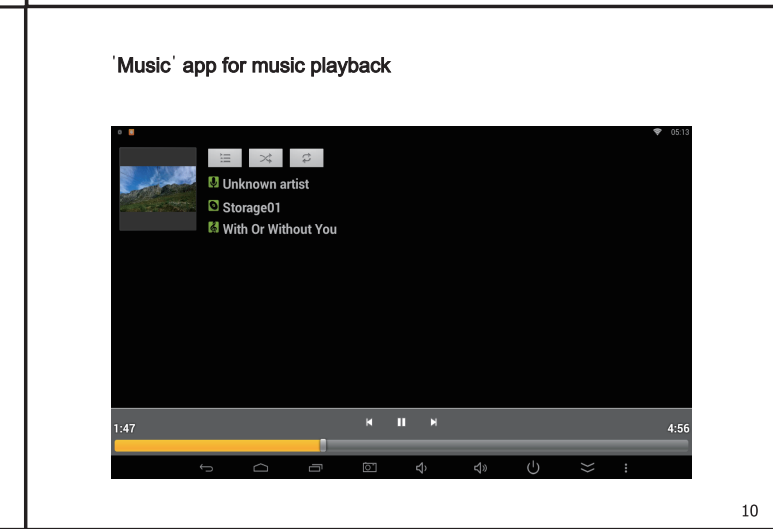 'Music' app for music playback
05:13
Unknown artist
Storage01
With Or Without You
1:47
4:56
10